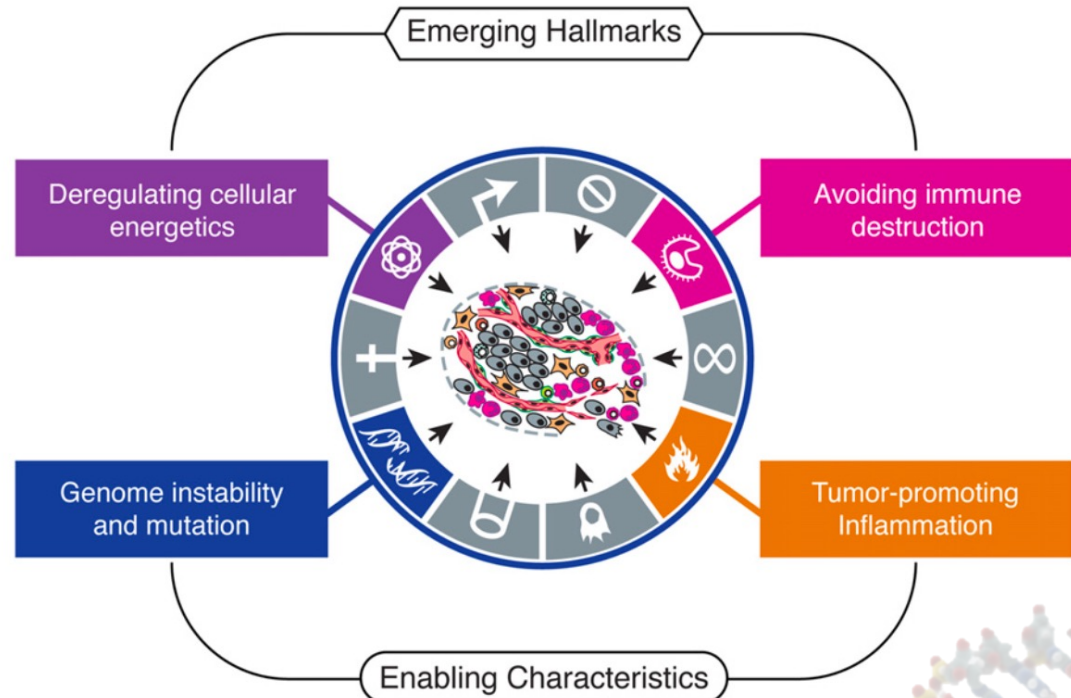 Emerging Hallmarks
Deregulating cellular
energetics
Avoiding immune
destruction
Genome instability
and mutation
Tumor-promoting
Inflammation
Enabling Characteristics